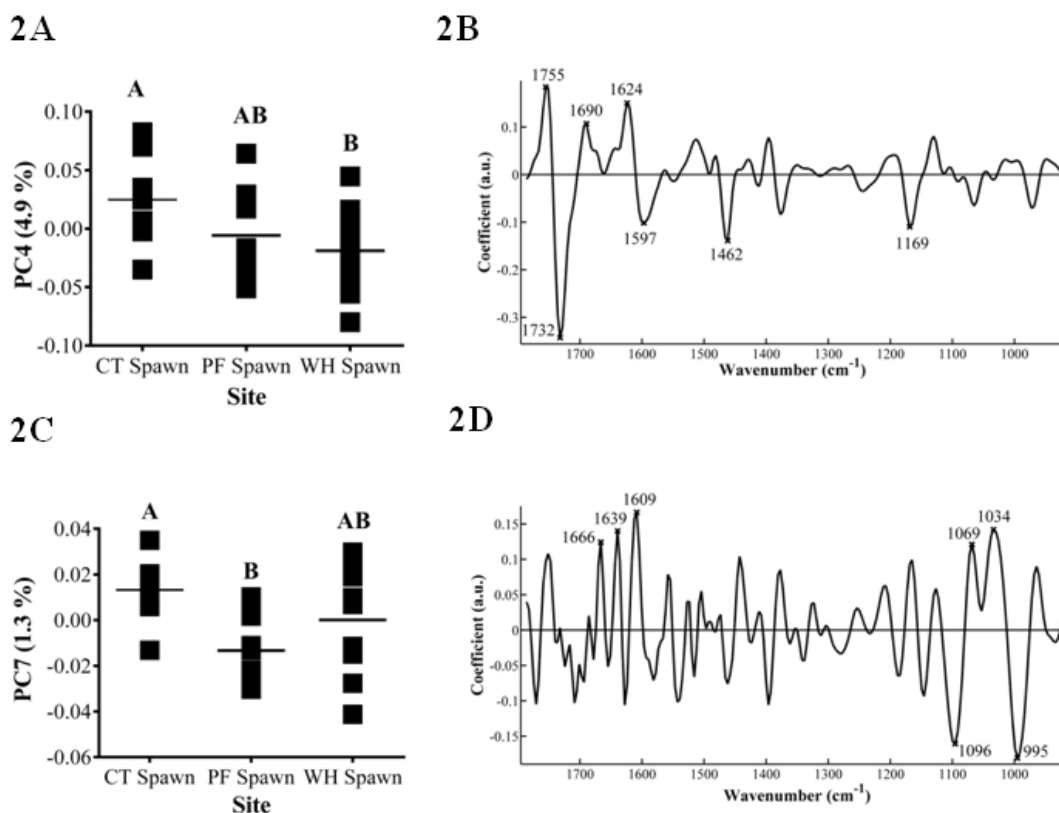 2A
A
AB
B
0.10
0.05
0.00
-0.05
-0.10
PC4 (4.9 %)
CT Spawn PF Spawn WH Spawn
Site
2B
1755
1690
1624
1597
1462
1169
1732
0.1
0
-0.1
-0.2
-0.3
Coefficient (a.u.)
1700 1600 1500 1400 1300 1200 1100 1000
Wavenumber (cm⁻¹)
2C
A
B
AB
0.04
0.02
0.00
-0.02
-0.04
-0.06
PC7 (1.3 %)
CT Spawn PF Spawn WH Spawn
Site
2D
1609
1639
1666
1069
1034
1096
995
0.15
0.1
0.05
0
-0.05
-0.1
-0.15
Coefficient (a.u.)
1700 1600 1500 1400 1300 1200 1100 1000
Wavenumber (cm⁻¹)